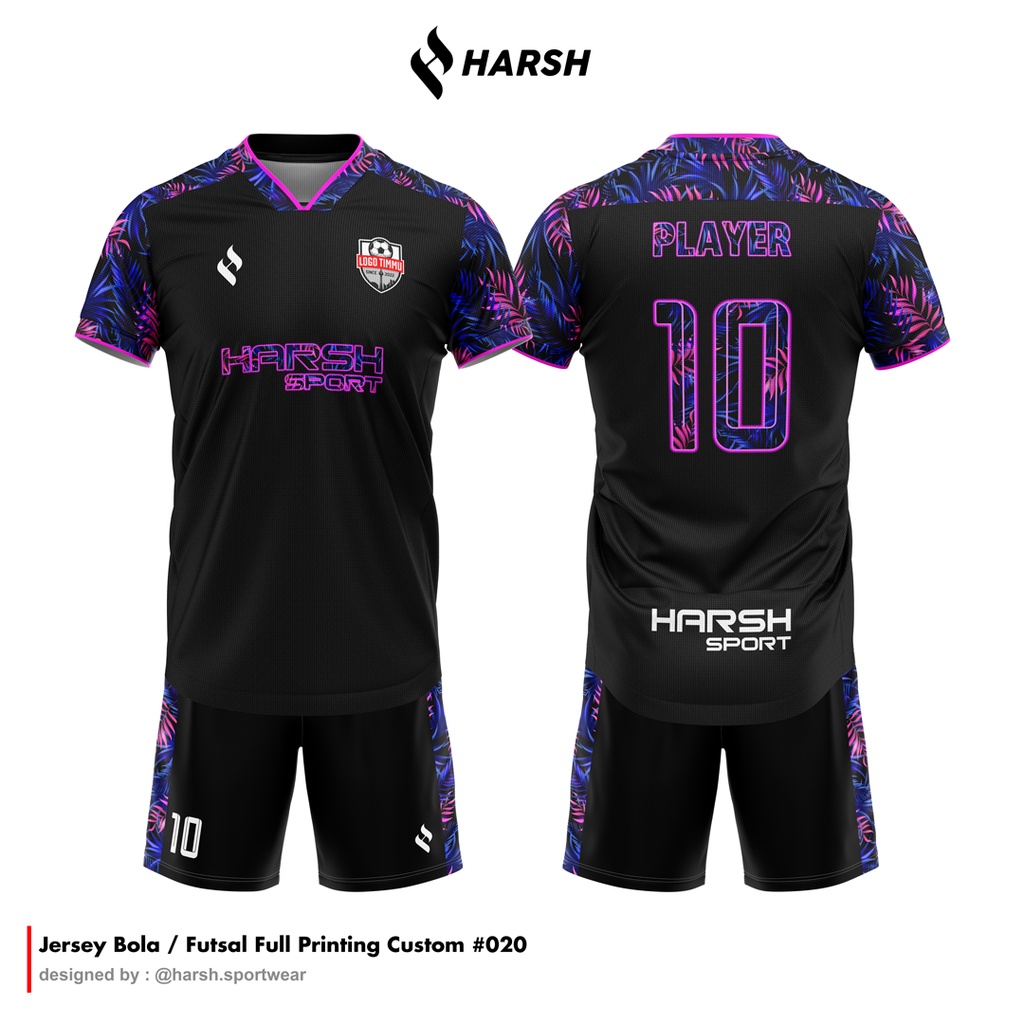 HARSH
PLAYER
LOGO TIMMU
SINCE 2022
10
HARSH
SPORT
HARSH
SPORT
10
Jersey Bola / Futsal Full Printing Custom #020
designed by : @harsh.sportwear